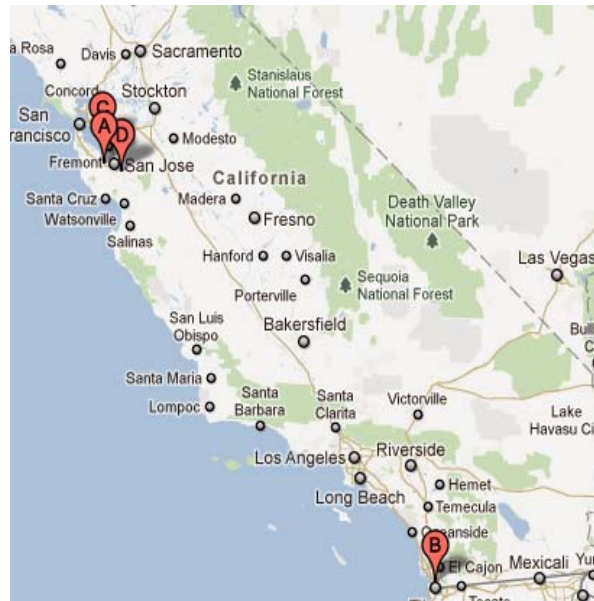 a Rosa
Davis
Sacramento
Stanislaus
National Forest
Concord
Stockton
San
rancisco
C
A
D
Modesto
Fremont
San Jose
California
Santa Cruz
Madera
Death Valley
National Park
Watsonville
Fresno
Salinas
Hanford
Visalia
Las Vegas
Sequoia
National Forest
Porterville
San Luis
Obispo
Bakersfield
Bul
C
Santa Maria
Santa
Barbara
Santa
Clarita
Victorville
Lompoc
Lake
Havasu Ci
Los Angeles
Riverside
Long Beach
Hemet
Temecula
Oceanside
B
El Cajon
Mexicali
Yu